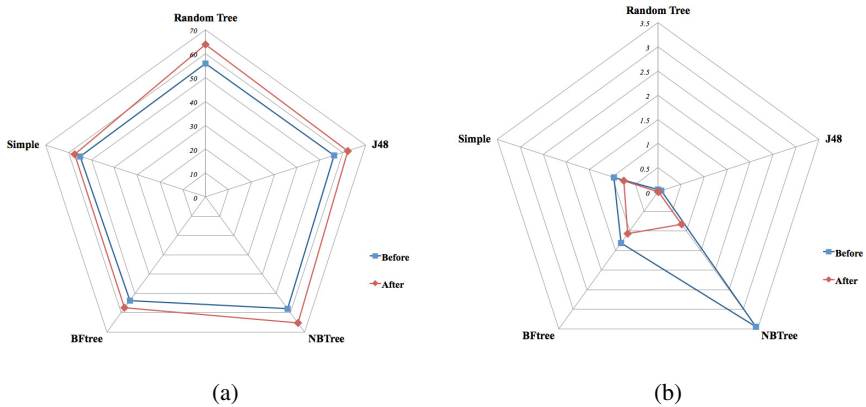 Random Tree
70
60
50
40
30
20
10
0
Simple
J48
BFtree
NBTree
Before
After
(a)
Random Tree
3.5
3
2.5
2
1.5
1
0.5
0
Simple
J48
BFtree
NBTree
Before
After
(b)